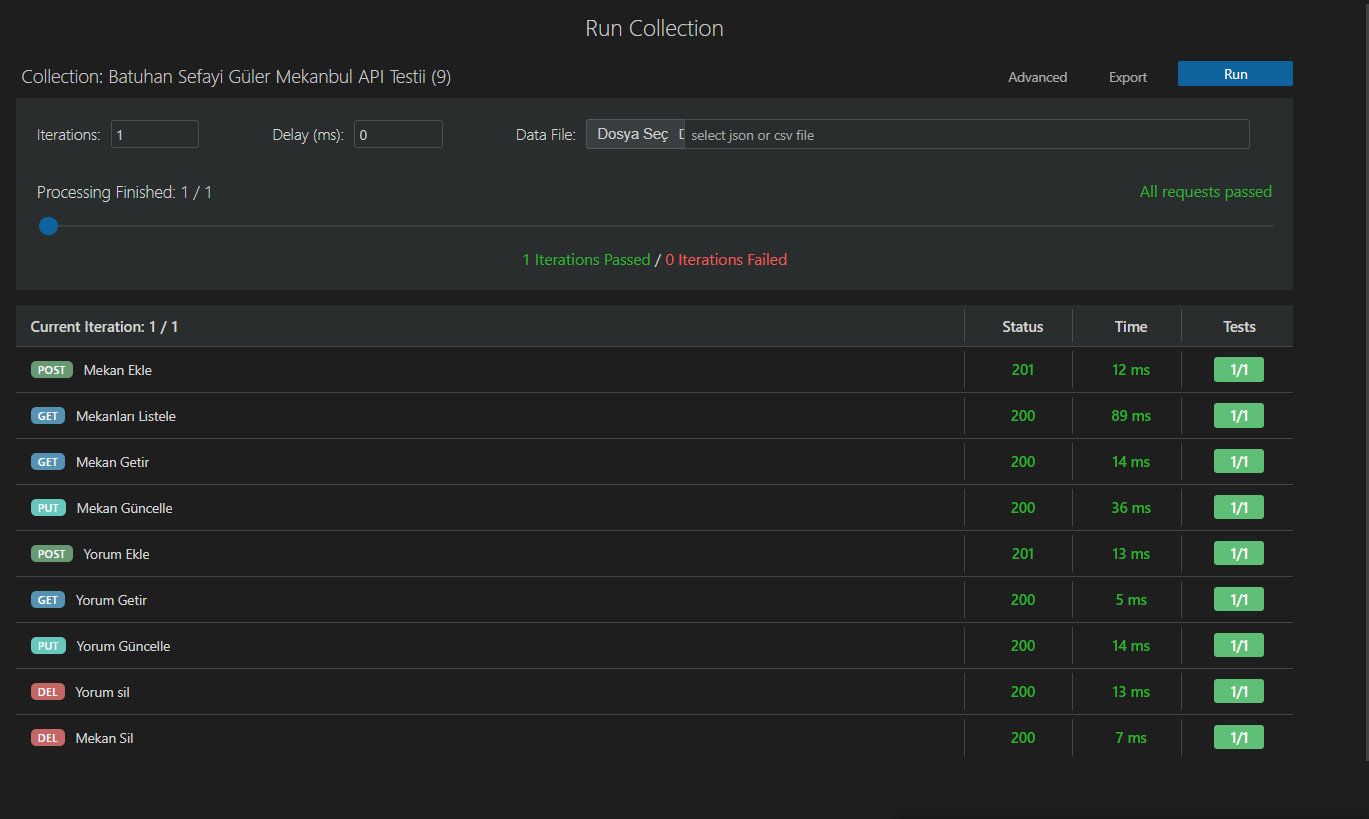 Run Collection
Collection: Batuhan Sefayi Güler Mekanbul API Testii (9) Advanced Export Run
Iterations: 1 Delay (ms): 0 Data File: Dosya Seç select json or csv file
Processing Finished: 1 / 1 All requests passed
1 Iterations Passed / 0 Iterations Failed
Current Iteration: 1 / 1 Status Time Tests
POST Mekan Ekle 201 12 ms 1/1
GET Mekanları Listele 200 89 ms 1/1
GET Mekan Getir 200 14 ms 1/1
PUT Mekan Güncelle 200 36 ms 1/1
POST Yorum Ekle 201 13 ms 1/1
GET Yorum Getir 200 5 ms 1/1
PUT Yorum Güncelle 200 14 ms 1/1
DEL Yorum sil 200 13 ms 1/1
DEL Mekan Sil 200 7 ms 1/1